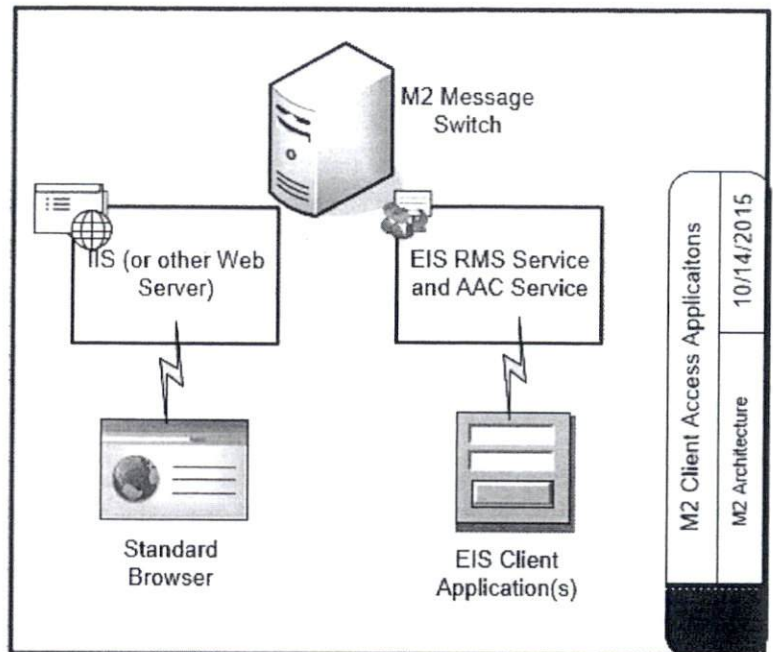 M2 Message
Switch
IIS (or other Web
Server)
EIS RMS Service
and AAC Service
Standard
Browser
EIS Client
Application(s)
M2 Client Access Applicaitons
M2 Architecture
10/14/2015